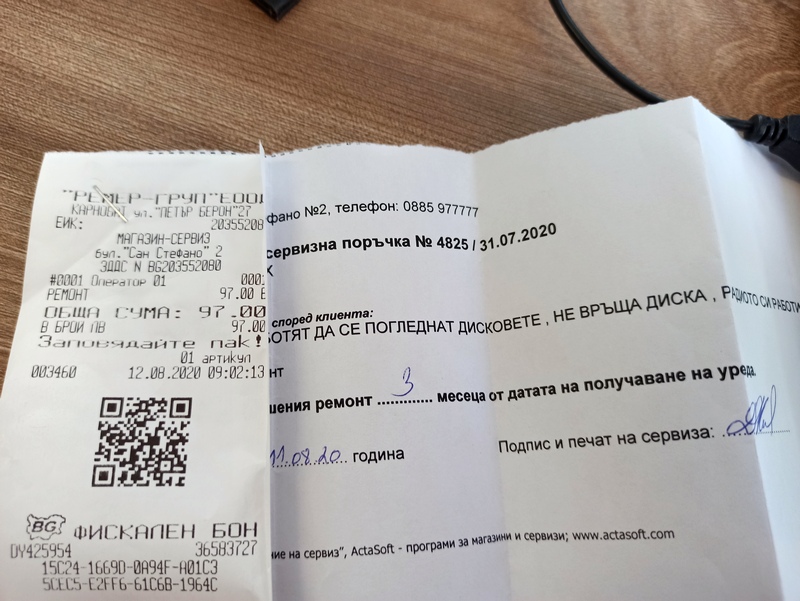 "РЕМЕР-ГРУП"ЕООД
КАРНОБАТ ул."ПЕТЪР БЕРОН"27
ЕИК: 20355208
МАГАЗИН-СЕРВИЗ
бул."Сан Стефано" 2
ЗДДС N BG203552080
#0001 Оператор 01 000
РЕМОНТ 97.00
ОБЩА СУМА: 97.00
В БРОЙ ЛВ 97.00
Заповядайте пак!
01 артикул
003460 12.08.2020 09:02:13
BG ФИСКАЛЕН БОН
DY425954 36583727
15C24-1669D-0A94F-A01C3
5CEC5-E2FF6-61C6B-1964C
фано №2, телефон: 0885 977777
сервизна поръчка № 4825 / 31.07.2020
според клиента:
БОТЯТ ДА СЕ ПОГЛЕДНАТ ДИСКОВЕТЕ , НЕ ВРЪЩА ДИСКА , РАДИОТО СИ РАБОТИ
нт
шения ремонт ...3... месеца от датата на получаване на уреда
11.08.20 година
Подпис и печат на сервиза:
ние на сервиз", ActaSoft - програми за магазини и сервизи; www.actasoft.com